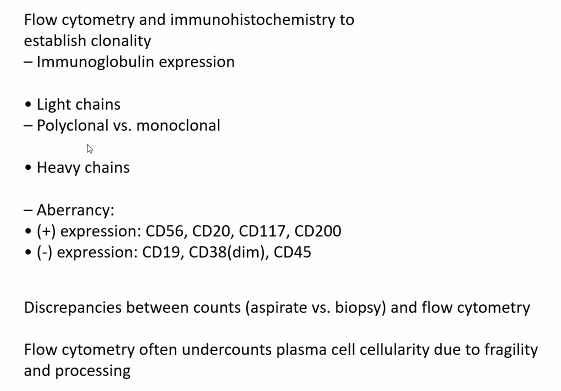 Flow cytometry and immunohistochemistry to
establish clonality
– Immunoglobulin expression
• Light chains
– Polyclonal vs. monoclonal
• Heavy chains
– Aberrancy:
• (+) expression: CD56, CD20, CD117, CD200
• (-) expression: CD19, CD38(dim), CD45
Discrepancies between counts (aspirate vs. biopsy) and flow cytometry
Flow cytometry often undercounts plasma cell cellularity due to fragility
and processing